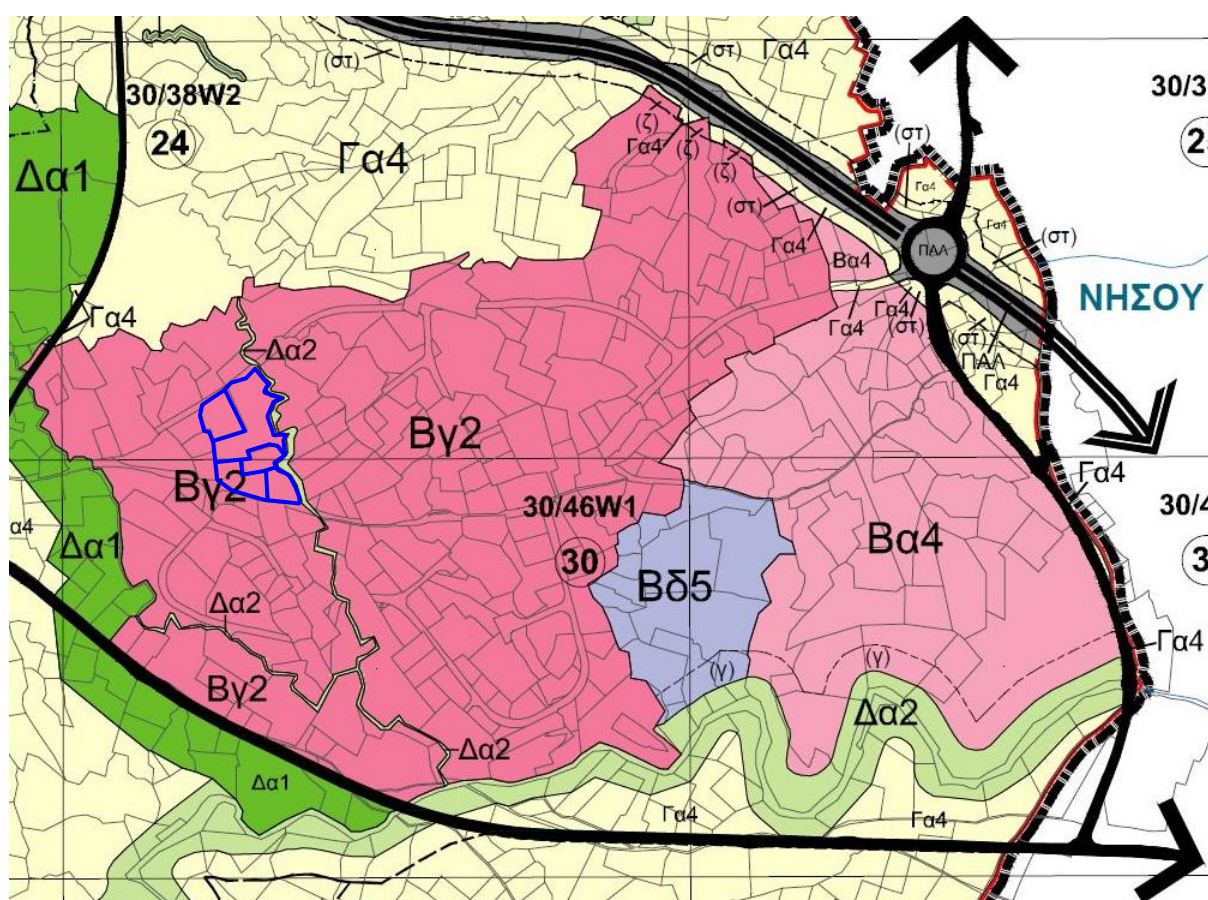 (στ)
(στ)
Γα4
30/38W2
24
Γα4
Δα1
(ζ)
Γα4
(ζ)
(ζ)
(στ)
Γα4
30/3
2
(στ)
Γα4
Γα4
(στ)
ΠΑΛ
Βα4
ΝΗΣΟΥ
Γα4
Γα4
Γα4
(στ)
(στ)
ΠΑΛ
Γα4
Δα2
Βγ2
Βγ2
Γα4
30/46W1
30
30/4
3
α4
Δα1
Βα4
Βδ5
Δα2
Γα4
(γ)
(γ)
Βγ2
Δα2
Δα2
Δα1
Γα4
Γα4